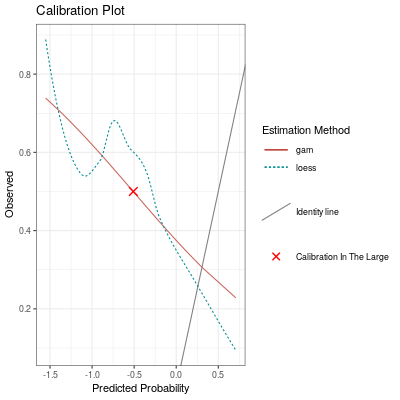 Calibration Plot
Observed
0.8
0.6
0.4
0.2
-1.5 -1.0 -0.5 0.0 0.5
Predicted Probability
Estimation Method
gam
loess
Identity line
Calibration In The Large